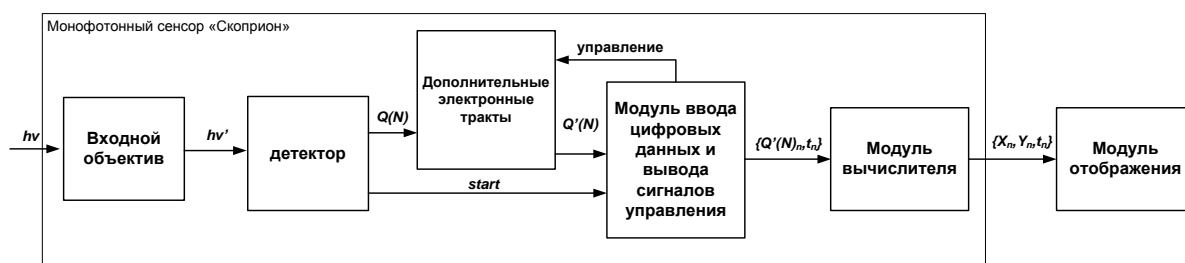 Монофотонный сенсор «Скоприон»
hν
Входной
объектив
hν'
детектор
Q(N)
start
Дополнительные
электронные
тракты
управление
Q'(N)
Модуль ввода
цифровых
данных и
вывода
сигналов
управления
{Q'(N)n,tn}
Модуль
вычислителя
{Xn,Yn,tn}
Модуль
отображения